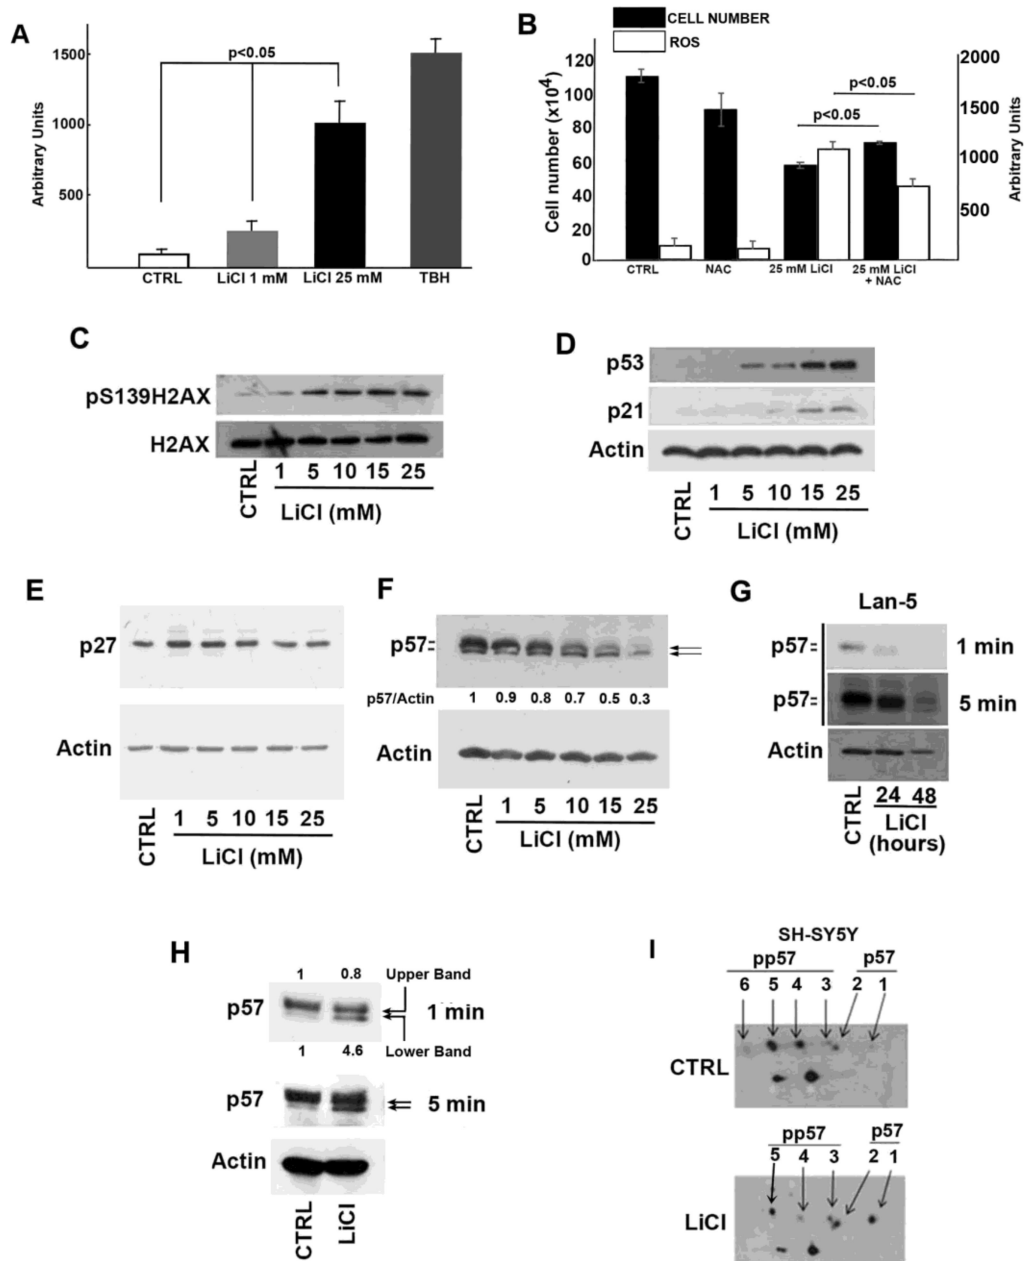 A
1500
1000
500
Arbitrary Units
p<0.05
CTRL LiCl 1 mM LiCl 25 mM TBH
B
CELL NUMBER
ROS
120
100
80
60
40
20
0
Cell number (x10⁴)
p<0.05
p<0.05
2000
1500
1000
500
Arbitrary Units
CTRL NAC 25 mM LiCl 25 mM LiCl
+ NAC
C
pS139H2AX
H2AX
CTRL 1 5 10 15 25
LiCl (mM)
D
p53
p21
Actin
CTRL 1 5 10 15 25
LiCl (mM)
E
p27
Actin
CTRL 1 5 10 15 25
LiCl (mM)
F
p57
p57/Actin 1 0.9 0.8 0.7 0.5 0.3
Actin
CTRL 1 5 10 15 25
LiCl (mM)
G
Lan-5
p57 1 min
p57 5 min
Actin
CTRL 24 48
LiCl
(hours)
H
1 0.8 Upper Band
p57 1 min
1 4.6 Lower Band
p57 5 min
Actin
CTRL LiCl
I
SH-SY5Y
pp57 p57
6 5 4 3 2 1
CTRL
pp57 p57
5 4 3 2 1
LiCl